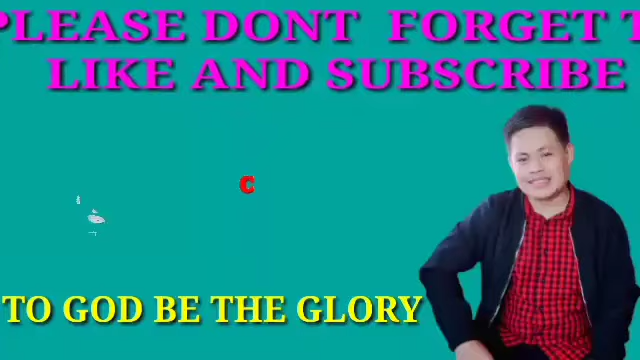 PLEASE DONT FORGET T
LIKE AND SUBSCRIBE
C
TO GOD BE THE GLORY